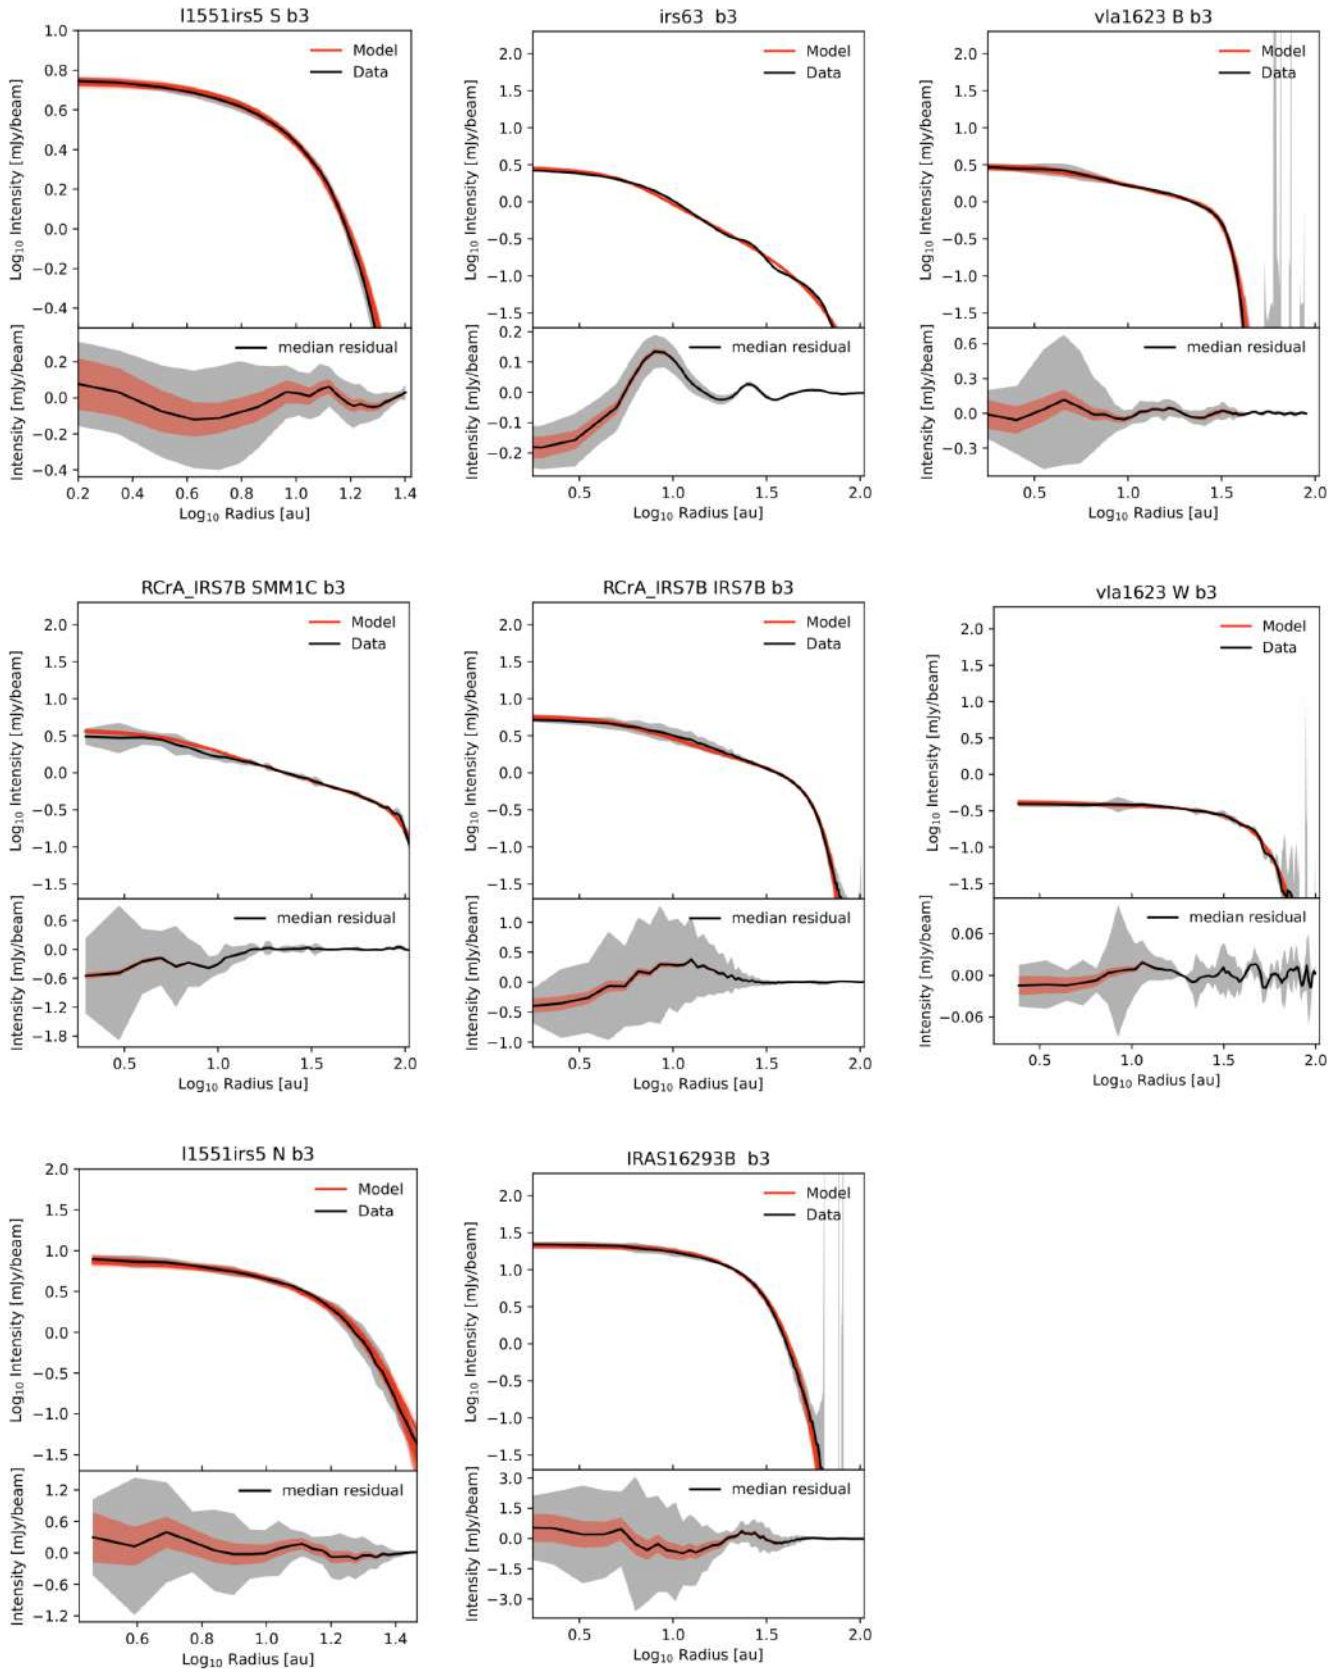 l1551irs5 S b3
1.0
0.8
0.6
0.4
0.2
0.0
−0.2
−0.4
Log₁₀ Intensity [mJy/beam]
Model
Data
0.2
0.0
−0.2
−0.4
Intensity [mJy/beam]
median residual
0.2 0.4 0.6 0.8 1.0 1.2 1.4
Log₁₀ Radius [au]
irs63 b3
2.0
1.5
1.0
0.5
0.0
−0.5
−1.0
−1.5
Log₁₀ Intensity [mJy/beam]
Model
Data
0.2
0.1
0.0
−0.1
−0.2
Intensity [mJy/beam]
median residual
0.5 1.0 1.5 2.0
Log₁₀ Radius [au]
vla1623 B b3
2.0
1.5
1.0
0.5
0.0
−0.5
−1.0
−1.5
Log₁₀ Intensity [mJy/beam]
Model
Data
0.6
0.3
0.0
−0.3
Intensity [mJy/beam]
median residual
0.5 1.0 1.5 2.0
Log₁₀ Radius [au]
RCrA_IRS7B SMM1C b3
2.0
1.5
1.0
0.5
0.0
−0.5
−1.0
−1.5
Log₁₀ Intensity [mJy/beam]
Model
Data
0.6
0.0
−0.6
−1.2
−1.8
Intensity [mJy/beam]
median residual
0.5 1.0 1.5 2.0
Log₁₀ Radius [au]
RCrA_IRS7B IRS7B b3
2.0
1.5
1.0
0.5
0.0
−0.5
−1.0
−1.5
Log₁₀ Intensity [mJy/beam]
Model
Data
1.0
0.5
0.0
−0.5
−1.0
Intensity [mJy/beam]
median residual
0.5 1.0 1.5 2.0
Log₁₀ Radius [au]
vla1623 W b3
2.0
1.5
1.0
0.5
0.0
−0.5
−1.0
−1.5
Log₁₀ Intensity [mJy/beam]
Model
Data
0.06
0.00
−0.06
Intensity [mJy/beam]
median residual
0.5 1.0 1.5 2.0
Log₁₀ Radius [au]
l1551irs5 N b3
2.0
1.5
1.0
0.5
0.0
−0.5
−1.0
−1.5
Log₁₀ Intensity [mJy/beam]
Model
Data
1.2
0.6
0.0
−0.6
−1.2
Intensity [mJy/beam]
median residual
0.6 0.8 1.0 1.2 1.4
Log₁₀ Radius [au]
IRAS16293B b3
2.0
1.5
1.0
0.5
0.0
−0.5
−1.0
−1.5
Log₁₀ Intensity [mJy/beam]
Model
Data
3.0
1.5
0.0
−1.5
−3.0
Intensity [mJy/beam]
median residual
0.5 1.0 1.5 2.0
Log₁₀ Radius [au]